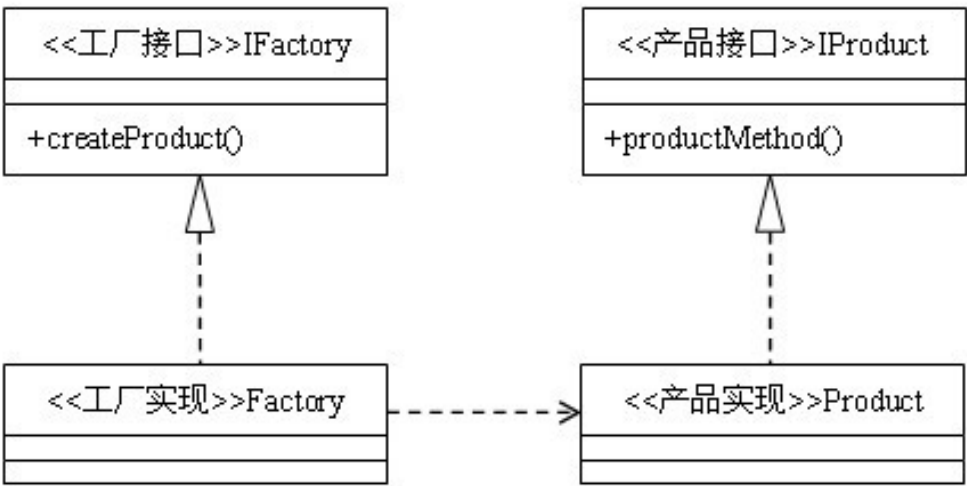 <<工厂接口>>IFactory
+createProduct()
<<产品接口>>IProduct
+productMethod()
<<工厂实现>>Factory
<<产品实现>>Product